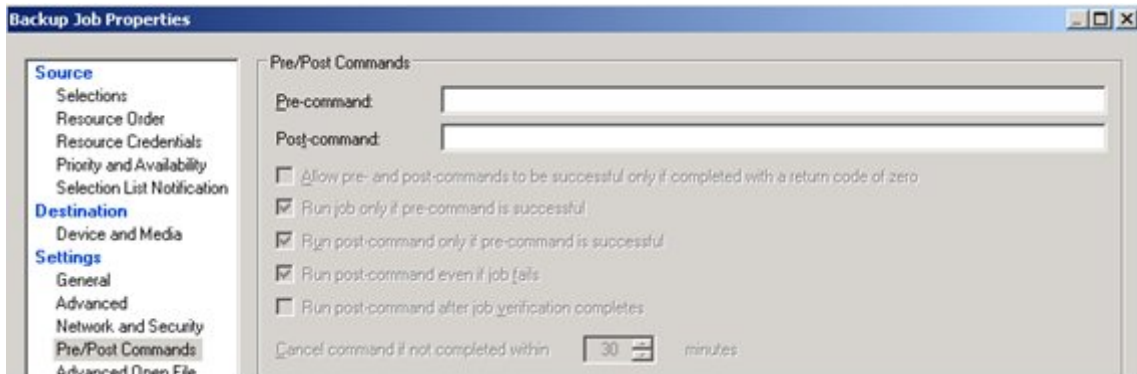 Backup Job Properties
Source
Selections
Resource Order
Resource Credentials
Priority and Availability
Selection List Notification
Destination
Device and Media
Settings
General
Advanced
Network and Security
Pre/Post Commands
Advanced Open File
Pre/Post Commands
Pre-command:
Post-command:
Allow pre- and post-commands to be successful only if completed with a return code of zero
Run job only if pre-command is successful
Run post-command only if pre-command is successful
Run post-command even if job fails
Run post-command after job verification completes
Cancel command if not completed within 30 minutes